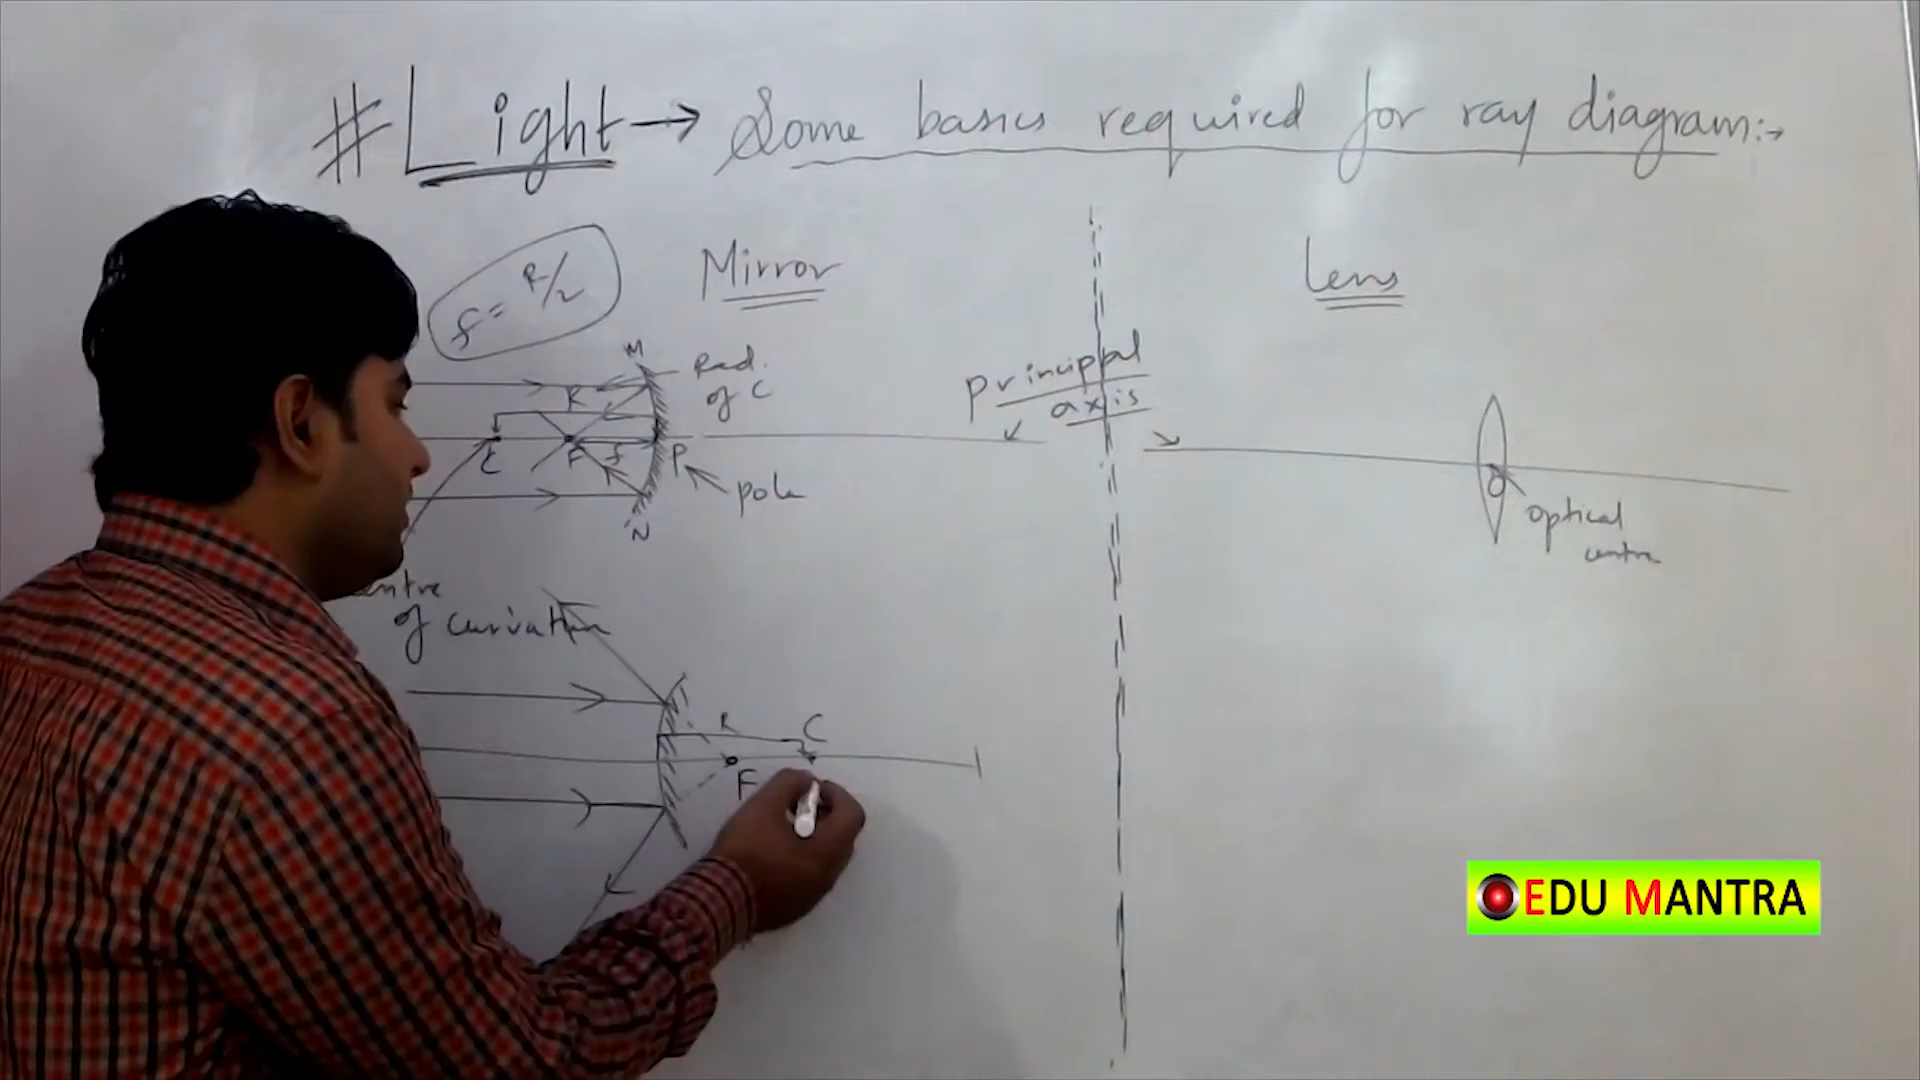 #Light → Some basics required for ray diagram:→
f = R/2
Mirror
Lens
M
Rad.
of C
R
princippal
axis
C
F
f
P
pole
N
optical
centre
entre
of curvature
R
C
F
EDU MANTRA